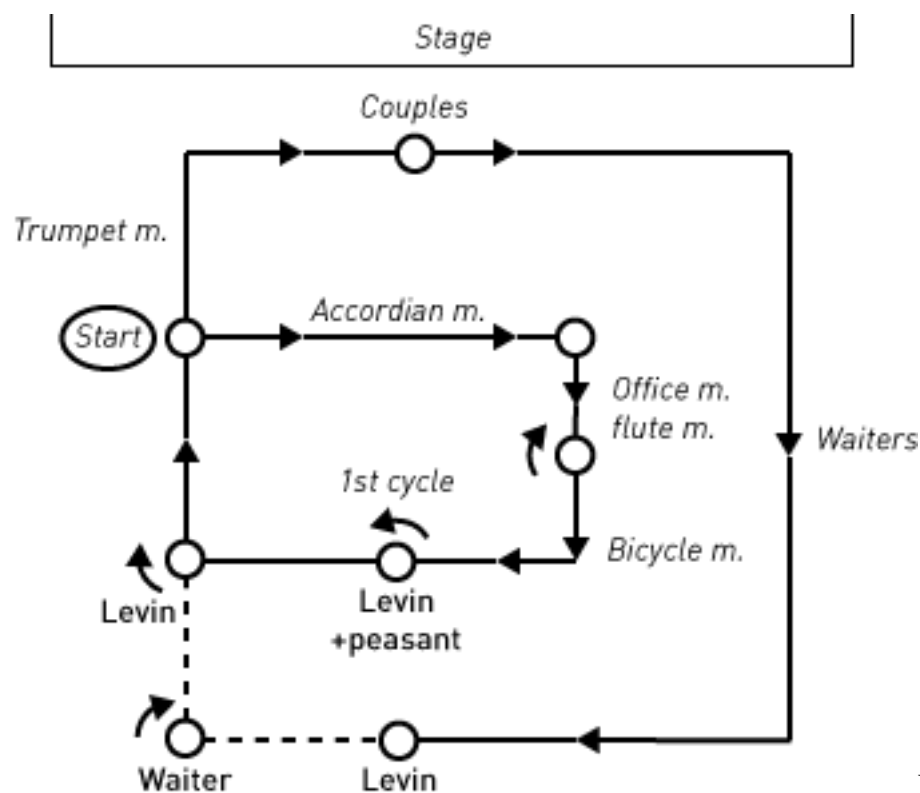 Stage
Couples
Trumpet m.
Start
Accordian m.
Office m.
flute m.
Waiters
1st cycle
Bicycle m.
Levin
Levin
+peasant
Waiter
Levin